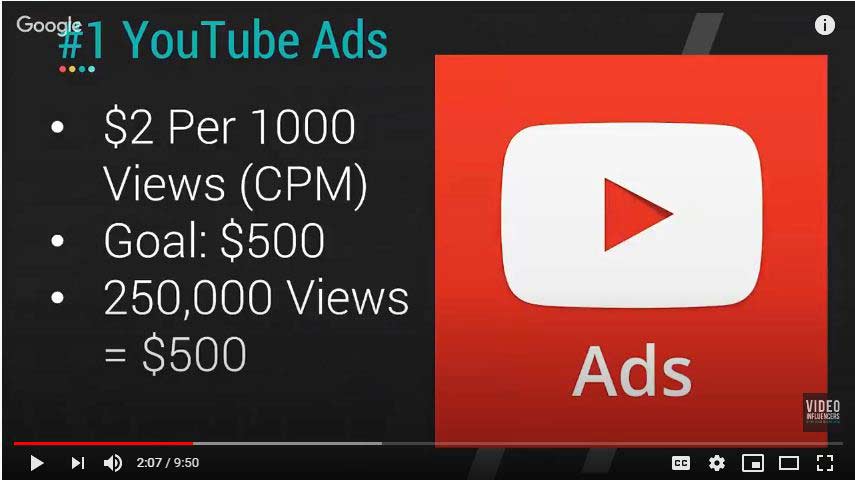 Google
#1 YouTube Ads
• $2 Per 1000
Views (CPM)
• Goal: $500
• 250,000 Views
= $500
Ads
VIDEO
INFLUENCERS
2:07 / 9:50
CC